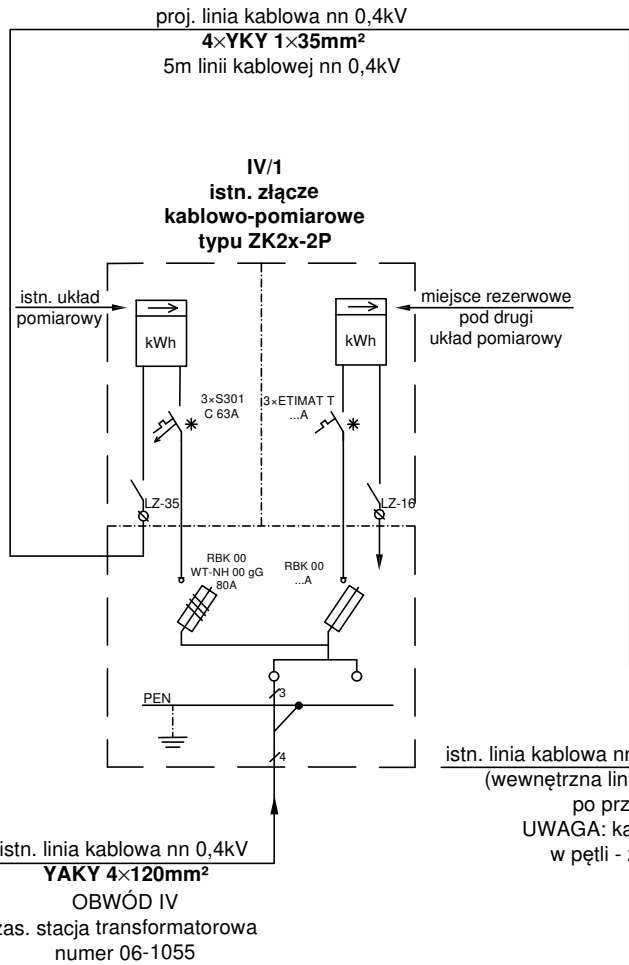 proj. linia kablowa nn 0,4kV
4×YKY 1×35mm²
5m linii kablowej nn 0,4kV
IV/1
istn. złącze
kablowo-pomiarowe
typu ZK2x-2P
istn. układ
pomiarowy
miejsce rezerwowe
pod drugi
układ pomiarowy
kWh
kWh
3×S301
C 63A
3×ETIMAT T
...A
LZ-35
LZ-16
RBK 00
WT-NH 00 gG
80A
RBK 00
...A
3
PEN
4
istn. linia kablowa
(wewnętrzna
po
UWAGA:
w pętli -
istn. linia kablowa nn 0,4kV
YAKY 4×120mm²
OBWÓD IV
stacja transformatorowa
numer 06-1055